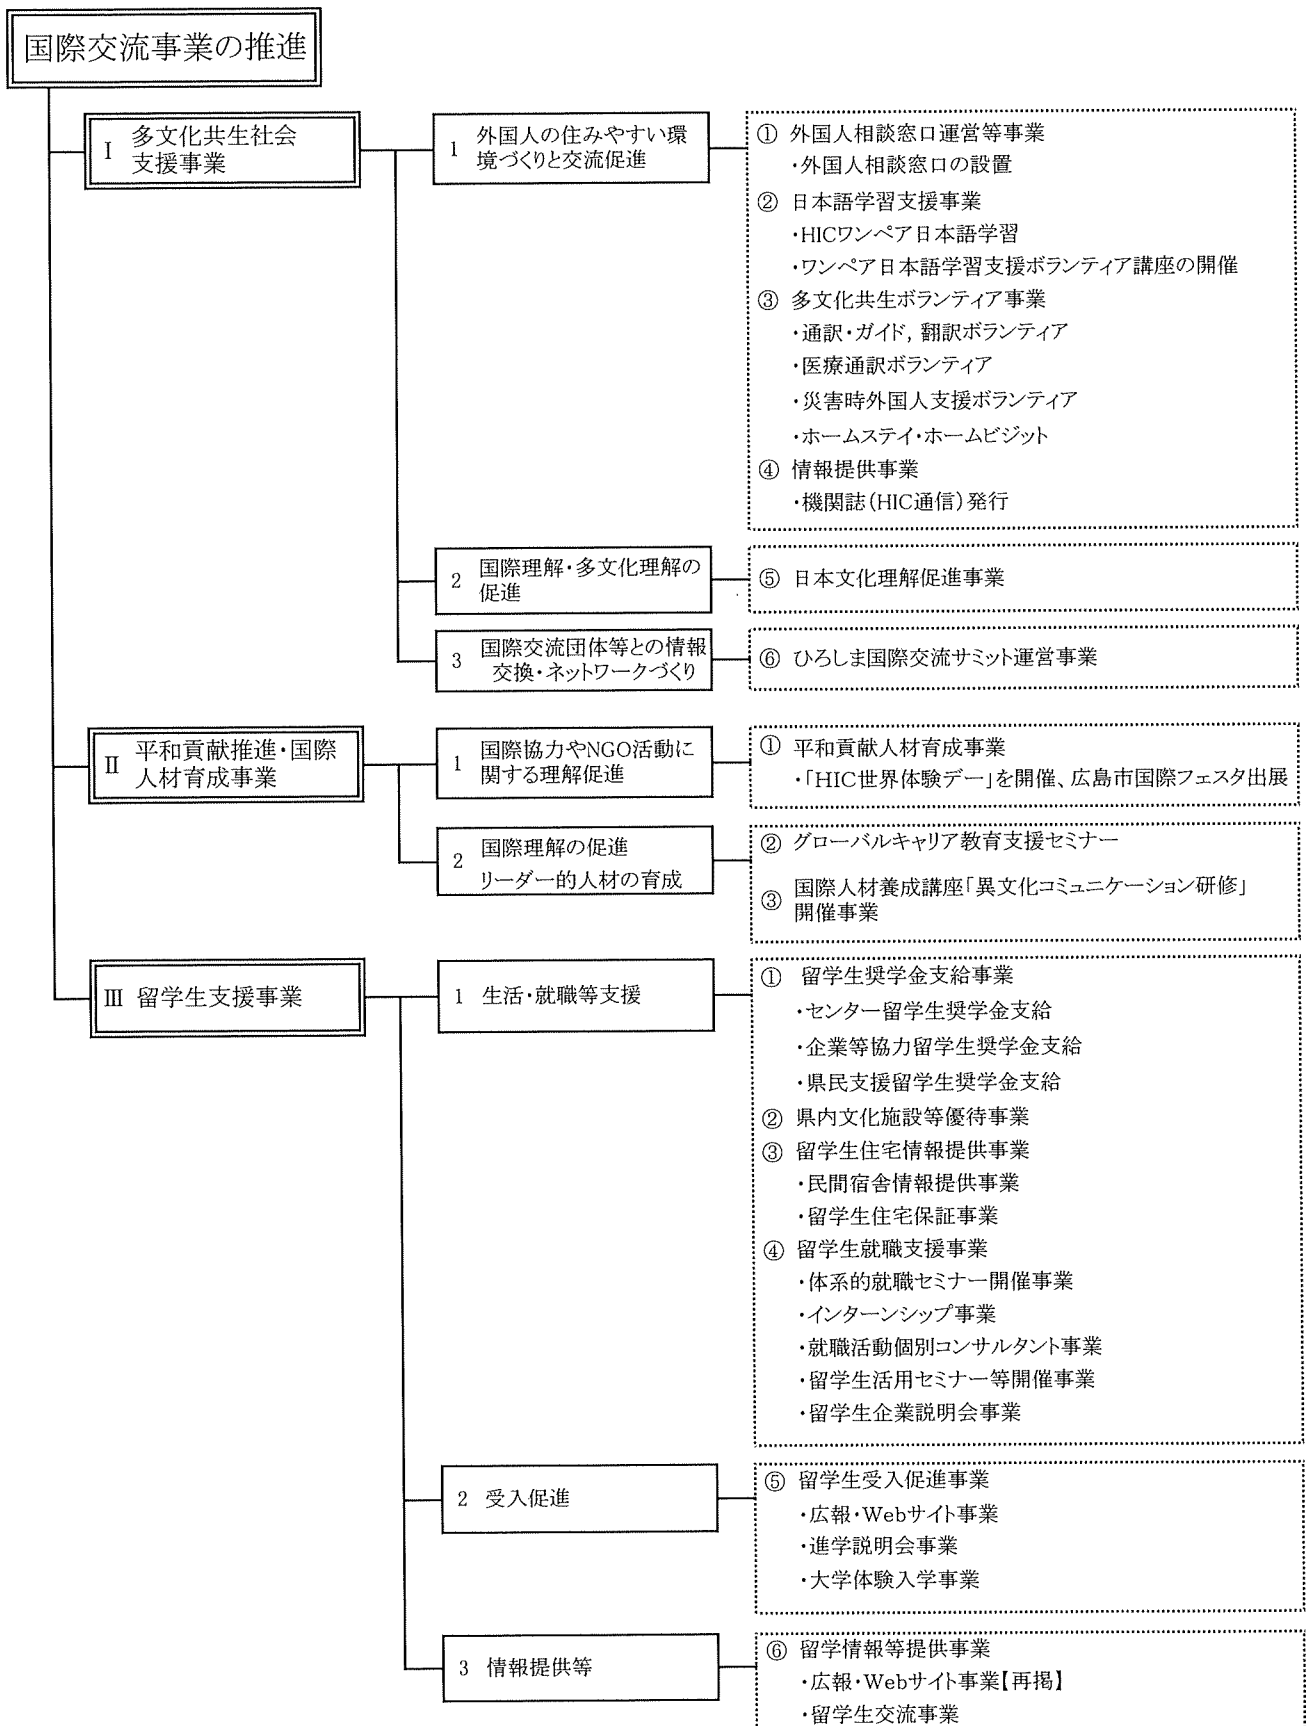 国際交流事業の推進
Ⅰ 多文化共生社会
支援事業
1 外国人の住みやすい環
境づくりと交流促進
① 外国人相談窓口運営等事業
・外国人相談窓口の設置
② 日本語学習支援事業
・HICワンペア日本語学習
・ワンペア日本語学習支援ボランティア講座の開催
③ 多文化共生ボランティア事業
・通訳・ガイド, 翻訳ボランティア
・医療通訳ボランティア
・災害時外国人支援ボランティア
・ホームステイ・ホームビジット
④ 情報提供事業
・機関誌(HIC通信)発行
2 国際理解・多文化理解の
促進
⑤ 日本文化理解促進事業
3 国際交流団体等との情報
交換・ネットワークづくり
⑥ ひろしま国際交流サミット運営事業
Ⅱ 平和貢献推進・国際
人材育成事業
1 国際協力やNGO活動に
関する理解促進
① 平和貢献人材育成事業
・「HIC世界体験デー」を開催、広島市国際フェスタ出展
2 国際理解の促進
リーダー的人材の育成
② グローバルキャリア教育支援セミナー
③ 国際人材養成講座「異文化コミュニケーション研修」
開催事業
Ⅲ 留学生支援事業
1 生活・就職等支援
① 留学生奨学金支給事業
・センター留学生奨学金支給
・企業等協力留学生奨学金支給
・県民支援留学生奨学金支給
② 県内文化施設等優待事業
③ 留学生住宅情報提供事業
・民間宿舎情報提供事業
・留学生住宅保証事業
④ 留学生就職支援事業
・体系的就職セミナー開催事業
・インターンシップ事業
・就職活動個別コンサルタント事業
・留学生活用セミナー等開催事業
・留学生企業説明会事業
2 受入促進
⑤ 留学生受入促進事業
・広報・Webサイト事業
・進学説明会事業
・大学体験入学事業
3 情報提供等
⑥ 留学情報等提供事業
・広報・Webサイト事業【再掲】
・留学生交流事業